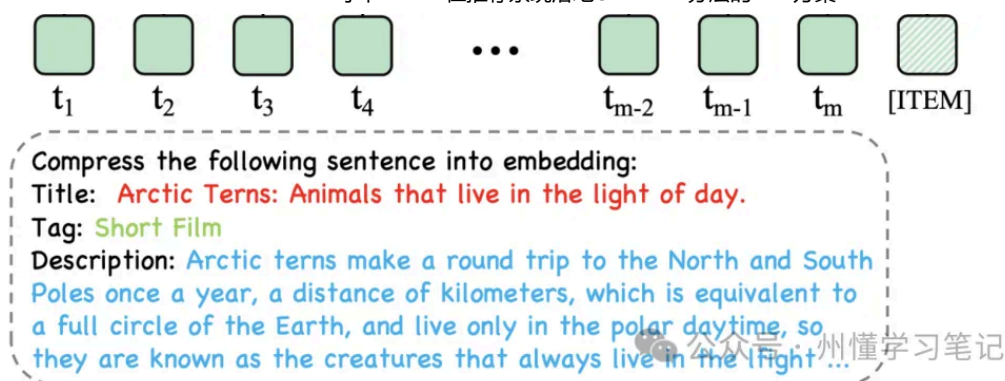 t1 t2 t3 t4 ... tm-2 tm-1 tm [ITEM]
Compress the following sentence into embedding:
Title: Arctic Terns: Animals that live in the light of day.
Tag: Short Film
Description: Arctic terns make a round trip to the North and South
Poles once a year, a distance of kilometers, which is equivalent to
a full circle of the Earth, and live only in the polar daytime, so
they are known as the creatures that always live in the light ...
公众号 · 州懂学习笔记